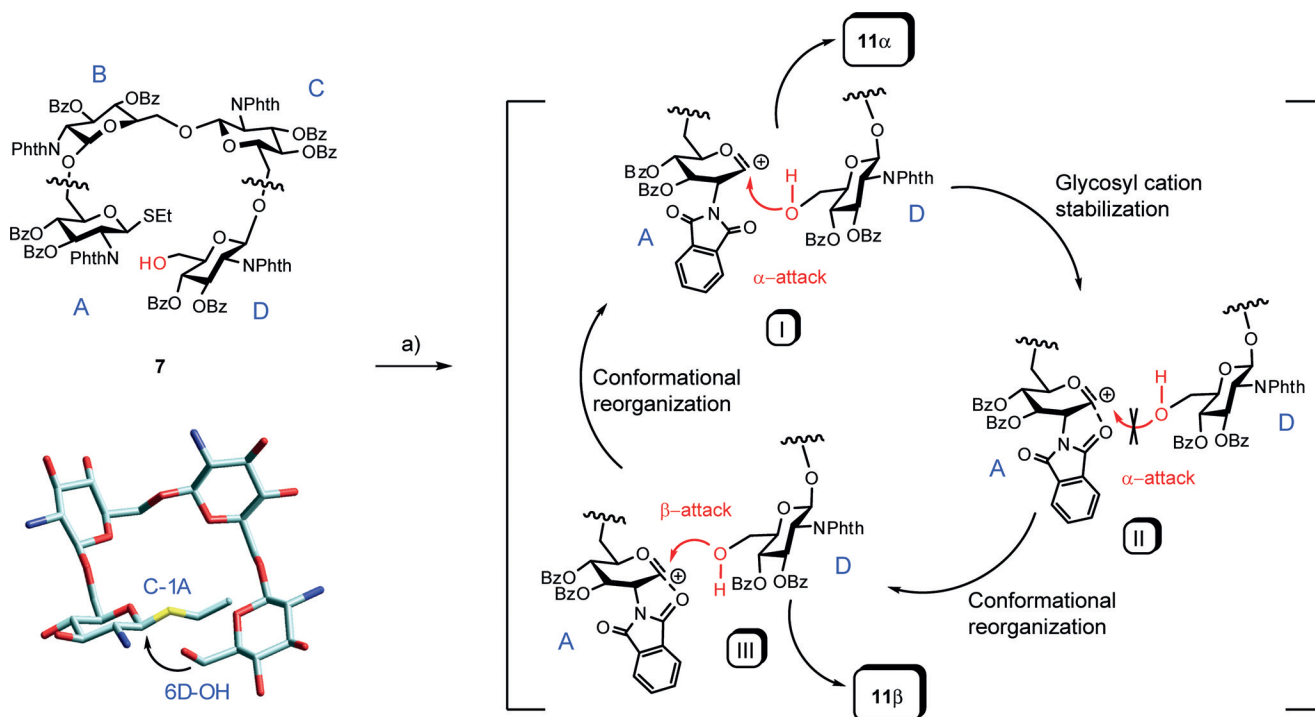 B
C
BzO
OBz
NPhth
O
O
O
OBz
OBz
PhthN
O
O
O
SEt
BzO
BzO
PhthN
O
HO
O
NPhth
BzO
OBz
A
D
7
C-1A
6D-OH
a)
11α
O
BzO
BzO
⊕
N
O
O
H
O
O
O
NPhth
BzO
OBz
A
D
α–attack
I
Glycosyl cation
stabilization
O
BzO
BzO
⊕
N
O
O
H
O
O
O
NPhth
BzO
OBz
A
D
α–attack
II
Conformational
reorganization
β–attack
O
BzO
BzO
⊕
N
O
O
O
H
O
O
NPhth
BzO
OBz
A
D
III
Conformational
reorganization
11β